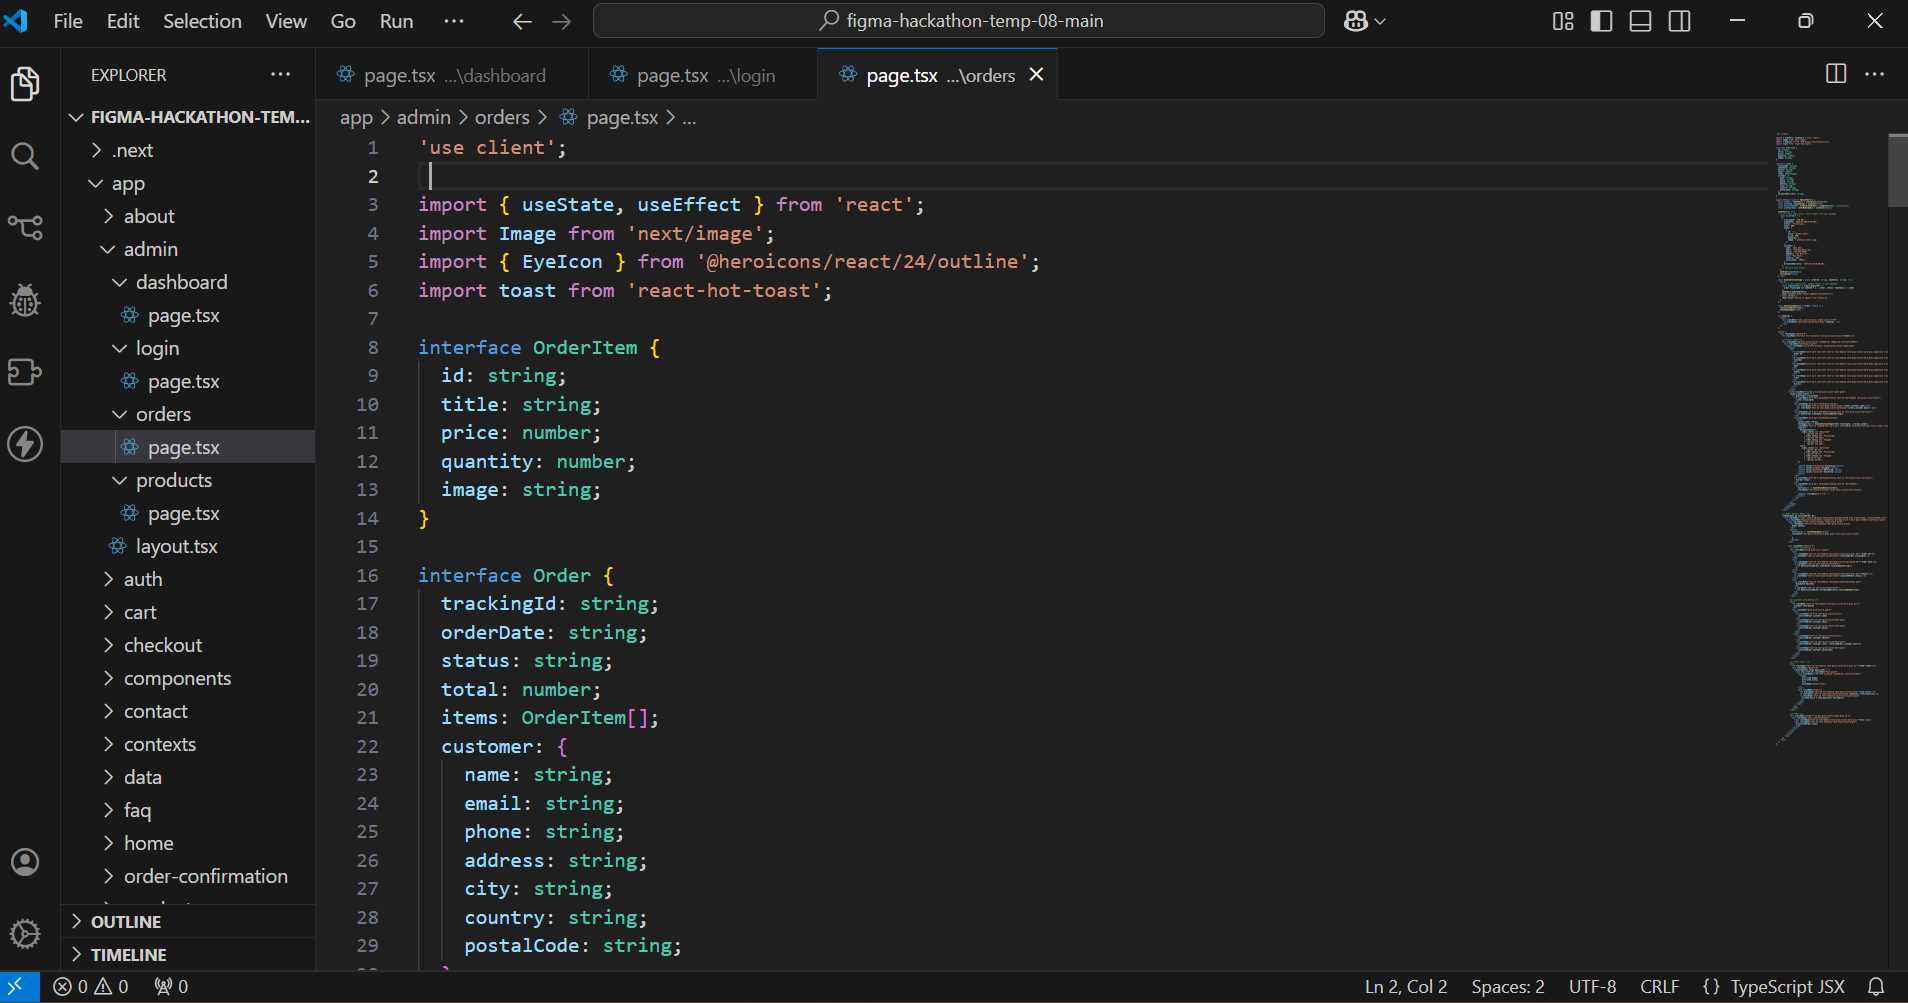 File Edit Selection View Go Run ...
figma-hackathon-temp-08-main
EXPLORER ...
FIGMA-HACKATHON-TEM...
.next
app
about
admin
dashboard
page.tsx
login
page.tsx
orders
page.tsx
products
page.tsx
layout.tsx
auth
cart
checkout
components
contact
contexts
data
faq
home
order-confirmation
OUTLINE
TIMELINE
page.tsx ...\dashboard
page.tsx ...\login
page.tsx ...\orders
app > admin > orders > page.tsx > ...
1 'use client';
2
3 import { useState, useEffect } from 'react';
4 import Image from 'next/image';
5 import { EyeIcon } from '@heroicons/react/24/outline';
6 import toast from 'react-hot-toast';
7
8 interface OrderItem {
9 id: string;
10 title: string;
11 price: number;
12 quantity: number;
13 image: string;
14 }
15
16 interface Order {
17 trackingId: string;
18 orderDate: string;
19 status: string;
20 total: number;
21 items: OrderItem[];
22 customer: {
23 name: string;
24 email: string;
25 phone: string;
26 address: string;
27 city: string;
28 country: string;
29 postalCode: string;
0 0 0
Ln 2, Col 2 Spaces: 2 UTF-8 CRLF {} TypeScript JSX